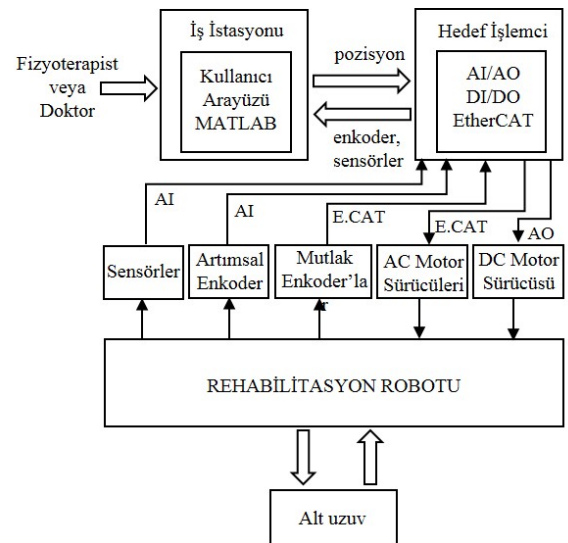 Fizyoterapist
veya
Doktor
İş İstasyonu
Kullanıcı
Arayüzü
MATLAB
pozisyon
enkoder,
sensörler
Hedef İşlemci
AI/AO
DI/DO
EtherCAT
AI
AI
E.CAT
E.CAT
AO
Sensörler
Artımsal
Enkoder
Mutlak
Enkoder’la
r
AC Motor
Sürücüleri
DC Motor
Sürücüsü
REHABİLİTASYON ROBOTU
Alt uzuv